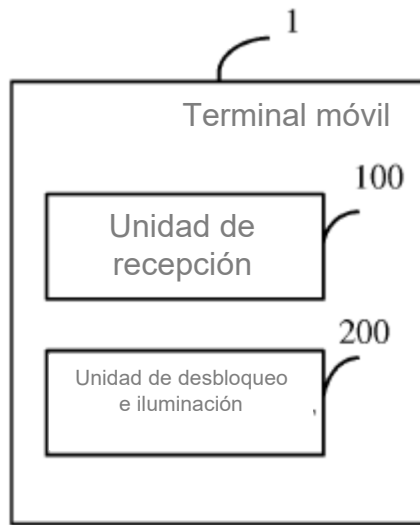 1
Terminal móvil
100
Unidad de
recepción
200
Unidad de desbloqueo
e iluminación